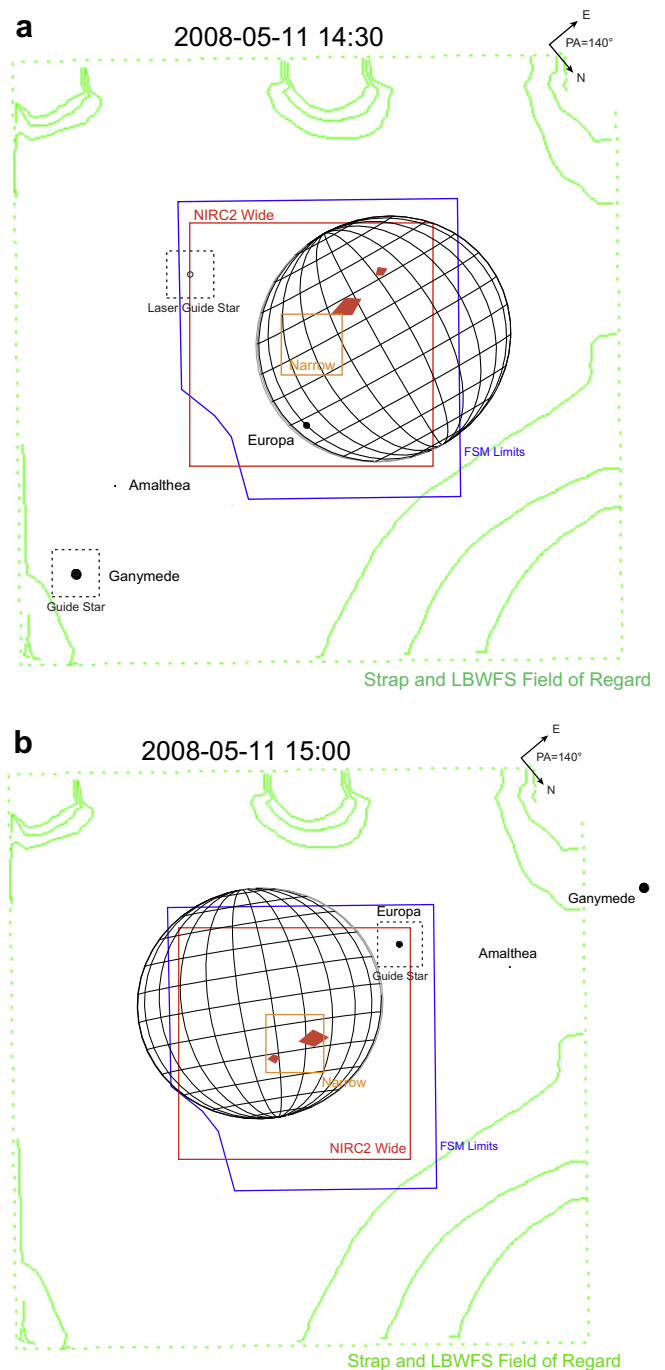 a
2008-05-11 14:30
E
PA=140°
N
NIRC2 Wide
Laser Guide Star
Narrow
Europa
FSM Limits
Amalthea
Ganymede
Guide Star
Strap and LBWFS Field of Regard
b
2008-05-11 15:00
E
PA=140°
N
Ganymede
Europa
Amalthea
Guide Star
Narrow
NIRC2 Wide
FSM Limits
Strap and LBWFS Field of Regard